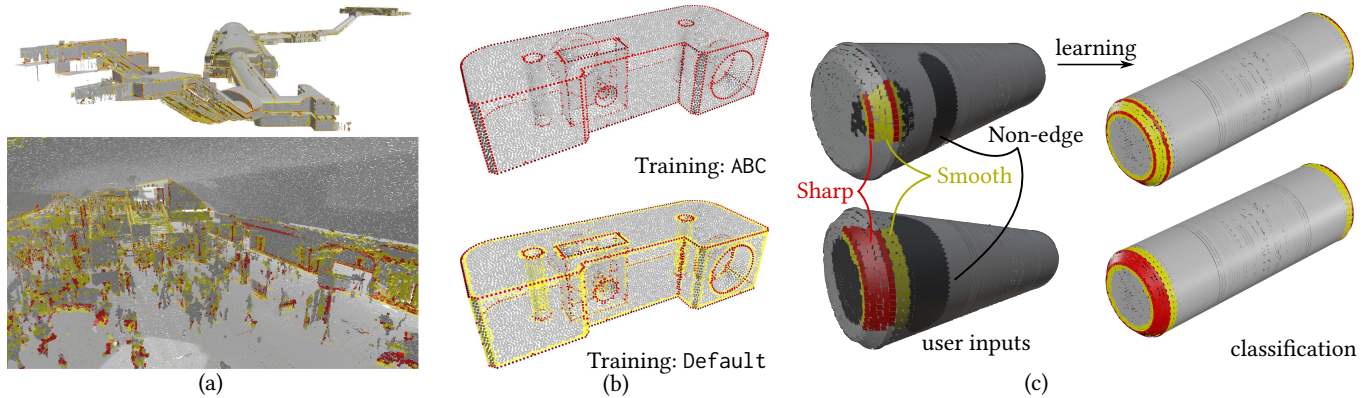 Training: ABC
Training: Default
learning
Non-edge
Sharp
Smooth
user inputs
classification
(a)
(b)
(c)